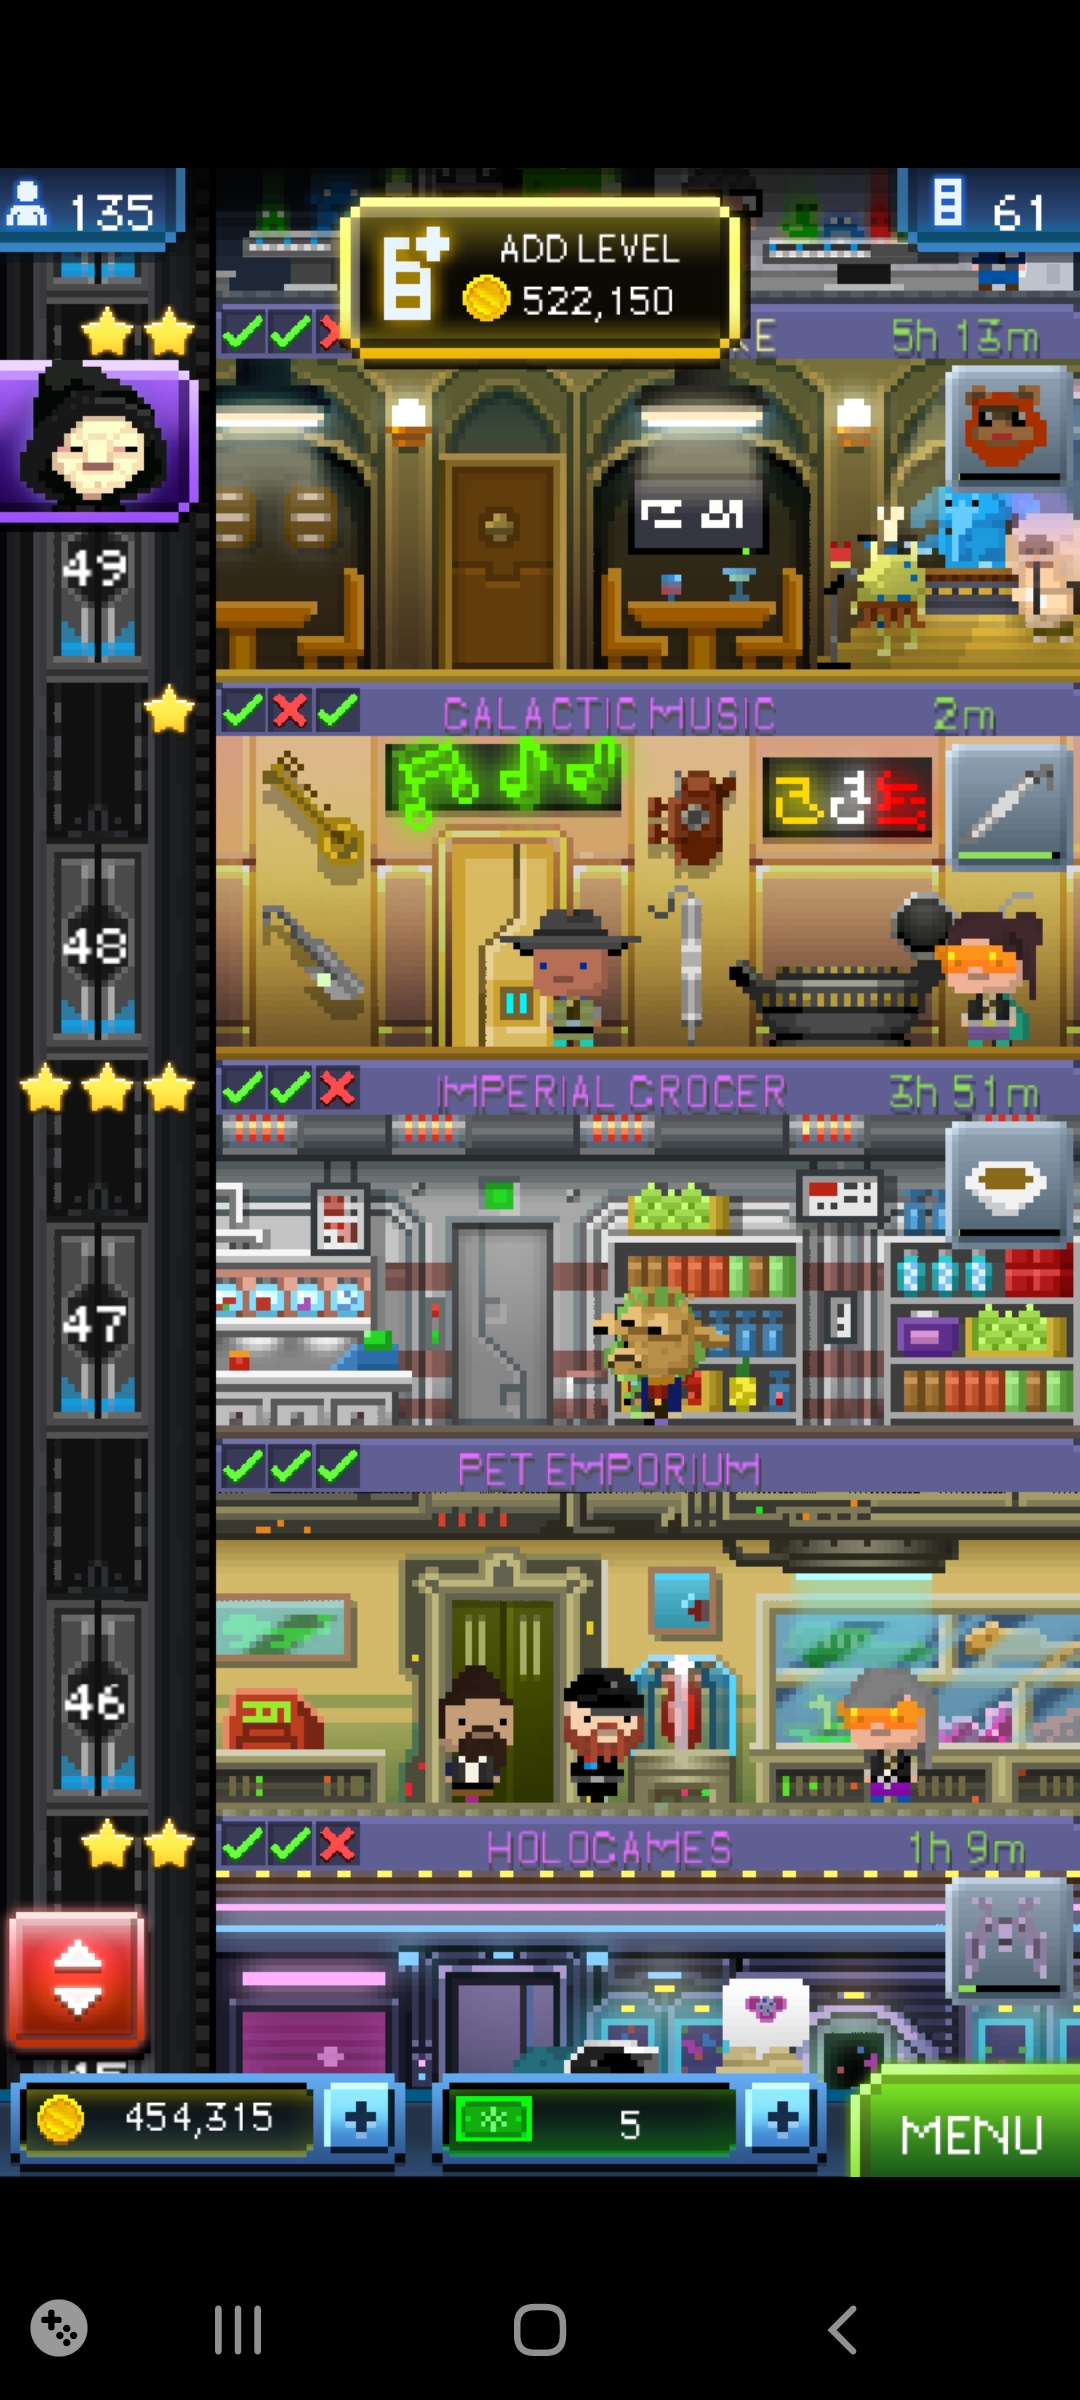 135
ADD LEVEL
522,150
61
KE
5h 13m
49
GALACTIC MUSIC
2m
48
IMPERIAL GROCER
3h 51m
47
PET EMPORIUM
46
HOLOGAMES
1h 9m
454,315
5
MENU